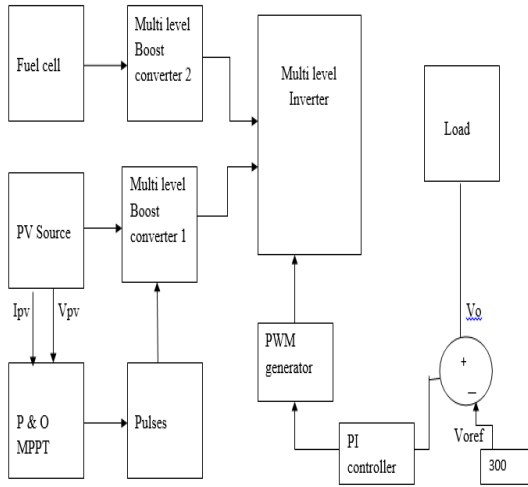 Fuel cell
Multi level
Boost
converter 2
Multi level
Inverter
Load
PV Source
Multi level
Boost
converter 1
Ipv
Vpv
Vo
PWM
generator
+
−
P & O
MPPT
Pulses
PI
controller
Voref
300